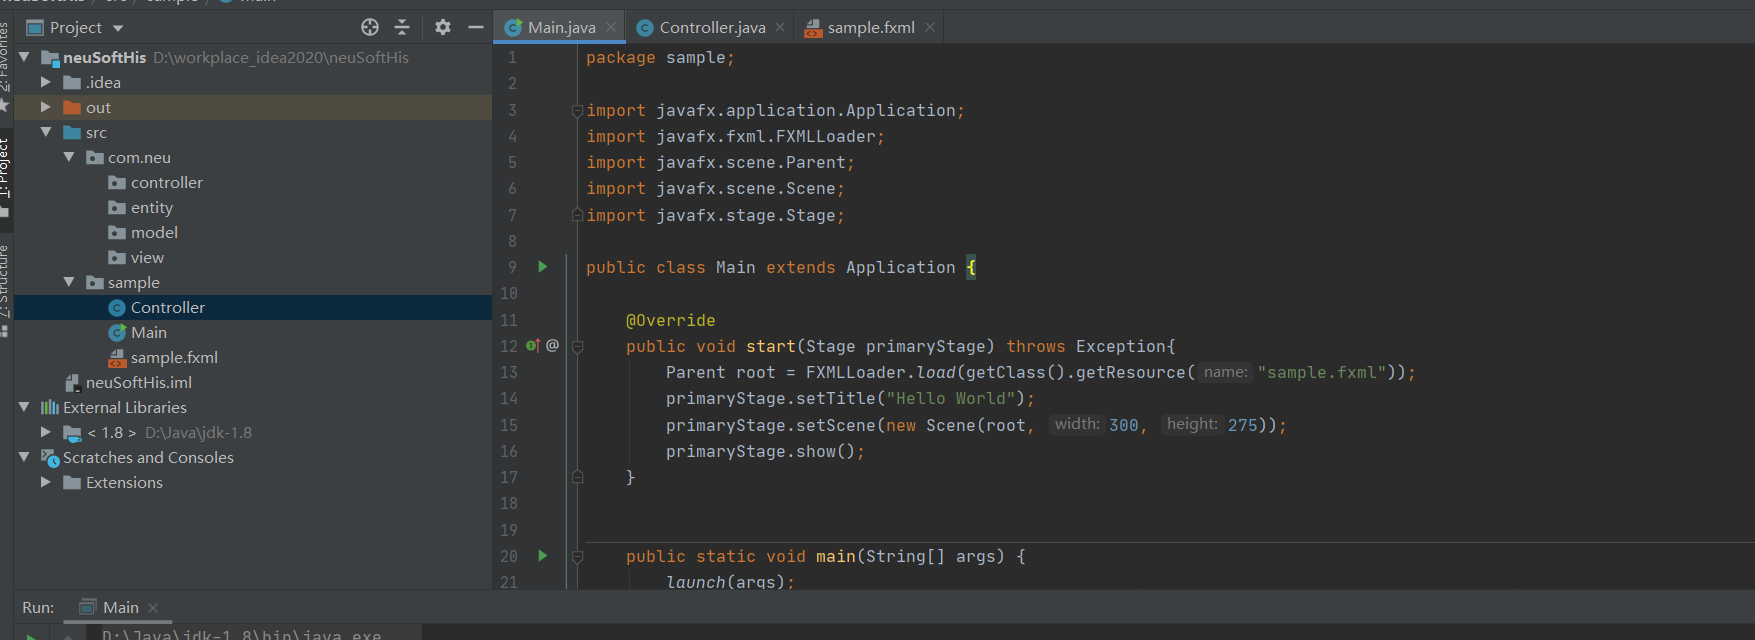 Project
neuSoftHis D:\workplace_idea2020\neuSoftHis
.idea
out
src
com.neu
controller
entity
model
view
sample
Controller
Main
sample.fxml
neuSoftHis.iml
External Libraries
< 1.8 > D:\Java\jdk-1.8
Scratches and Consoles
Extensions
2: Favorites
1: Project
7: Structure
Main.java
Controller.java
sample.fxml
1 package sample;
2
3 import javafx.application.Application;
4 import javafx.fxml.FXMLLoader;
5 import javafx.scene.Parent;
6 import javafx.scene.Scene;
7 import javafx.stage.Stage;
8
9 public class Main extends Application {
10
11 @Override
12 @ public void start(Stage primaryStage) throws Exception{
13 Parent root = FXMLLoader.load(getClass().getResource( name: "sample.fxml"));
14 primaryStage.setTitle("Hello World");
15 primaryStage.setScene(new Scene(root, width: 300, height: 275));
16 primaryStage.show();
17 }
18
19
20 public static void main(String[] args) {
21 launch(args);
Run: Main
D:\Java\jdk-1.8\bin\java.exe